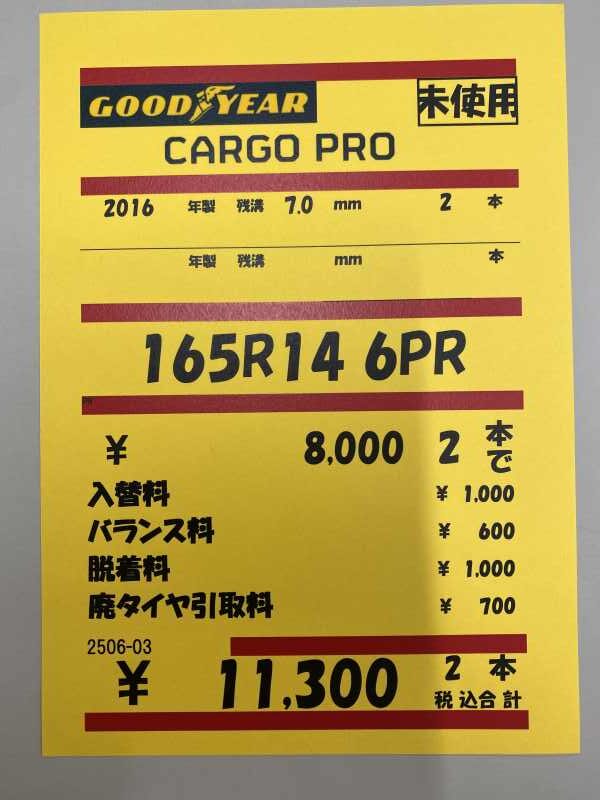 GOODYEAR 未使用
CARGO PRO
2016 年製 残溝 7.0 mm 2 本
年製 残溝 mm 本
165R14 6PR
¥ 8,000 2 本で
入替料 ¥ 1,000
バランス料 ¥ 600
脱着料 ¥ 1,000
廃タイヤ引取料 ¥ 700
2506-03
¥ 11,300 2 本
税込合計